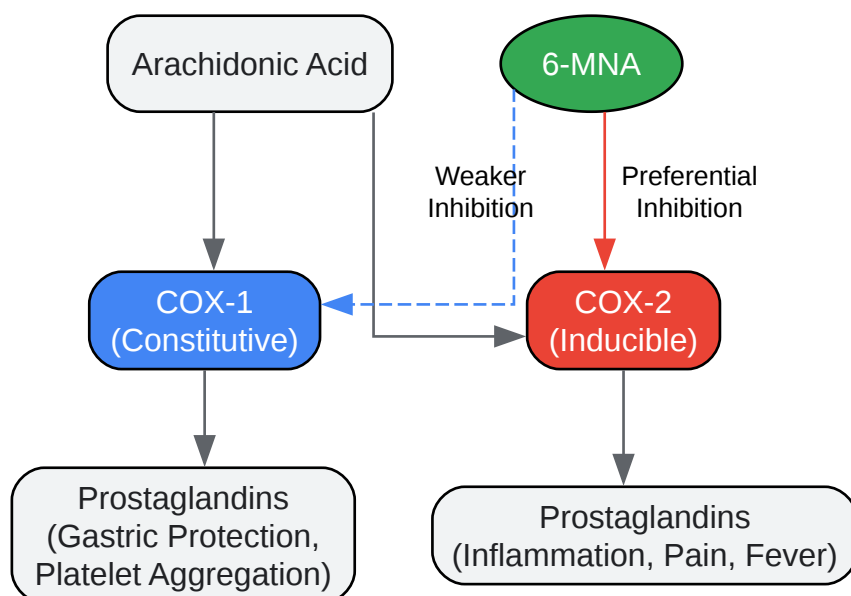 Arachidonic Acid
6-MNA
Weaker
Inhibition
Preferential
Inhibition
COX-1
(Constitutive)
COX-2
(Inducible)
Prostaglandins
(Gastric Protection,
Platelet Aggregation)
Prostaglandins
(Inflammation, Pain, Fever)